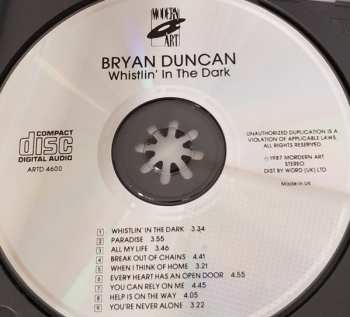 MODERN
ART
BRYAN DUNCAN
Whistlin' In The Dark
COMPACT
disc
DIGITAL AUDIO
ARTD 4600
UNAUTHORIZED DUPLICATION IS A
VIOLATION OF APPLICABLE LAWS.
ALL RIGHTS RESERVED.
℗ 1987 MORDERN ART
STEREO
DIST BY WORD (UK) LTD
Made in UK
1 WHISTLIN' IN THE DARK 3.34
2 PARADISE 3.55
3 ALL MY LIFE 3.46
4 BREAK OUT OF CHAINS 4.41
5 WHEN I THINK OF HOME 3.21
6 EVERY HEART HAS AN OPEN DOOR 4.55
7 YOU CAN RELY ON ME 4.45
8 HELP IS ON THE WAY 4.05
9 YOU'RE NEVER ALONE 3.22